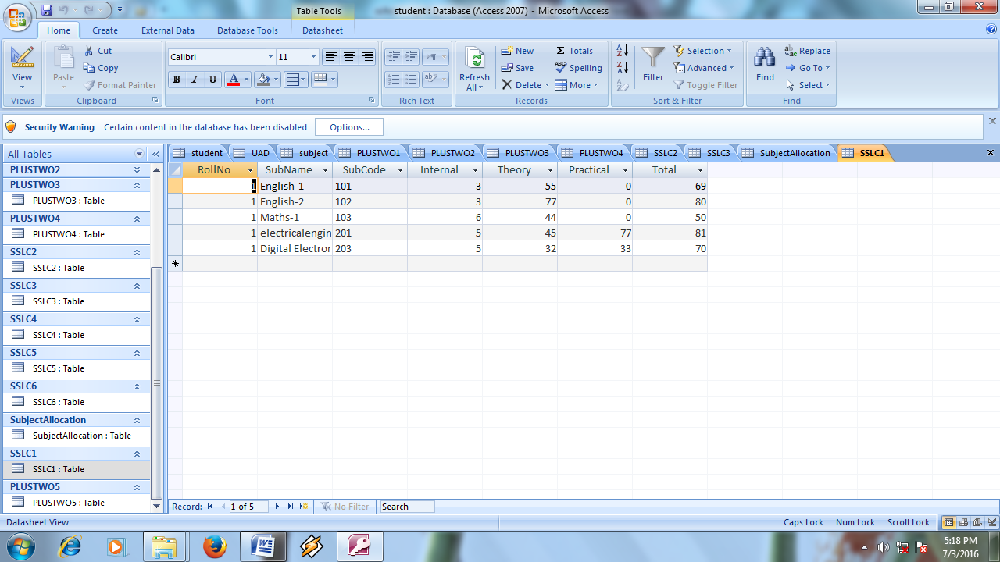 Table Tools
student : Database (Access 2007) - Microsoft Access
Home Create External Data Database Tools Datasheet
View
Views
Paste
Cut
Copy
Format Painter
Clipboard
Calibri 11
B I U A
Font
Rich Text
Refresh All
New
Save
Delete
Totals
Spelling
More
Records
Filter
Selection
Advanced
Toggle Filter
Sort & Filter
Find
Replace
Go To
Select
Find
Security Warning Certain content in the database has been disabled Options...
All Tables
PLUSTWO2
PLUSTWO3
PLUSTWO3 : Table
PLUSTWO4
PLUSTWO4 : Table
SSLC2
SSLC2 : Table
SSLC3
SSLC3 : Table
SSLC4
SSLC4 : Table
SSLC5
SSLC5 : Table
SSLC6
SSLC6 : Table
SubjectAllocation
SubjectAllocation : Table
SSLC1
SSLC1 : Table
PLUSTWO5
PLUSTWO5 : Table
student UAD subject PLUSTWO1 PLUSTWO2 PLUSTWO3 PLUSTWO4 SSLC2 SSLC3 SubjectAllocation SSLC1
RollNo SubName SubCode Internal Theory Practical Total
1 English-1 101 3 55 0 69
1 English-2 102 3 77 0 80
1 Maths-1 103 6 44 0 50
1 electricalengin 201 5 45 77 81
1 Digital Electror 203 5 32 33 70
Record: 1 of 5 No Filter Search
Datasheet View Caps Lock Num Lock Scroll Lock
5:18 PM
7/3/2016